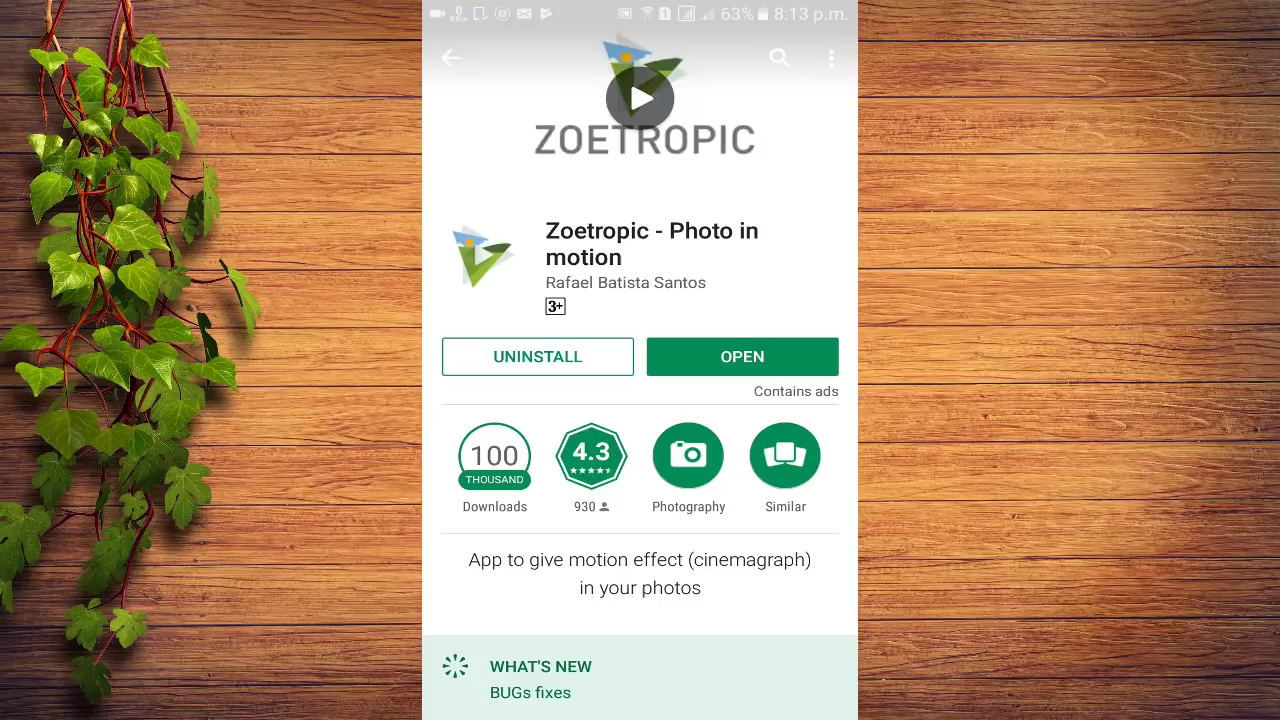 63% 8:13 p.m.
ZOETROPIC
Zoetropic - Photo in
motion
Rafael Batista Santos
3+
UNINSTALL
OPEN
Contains ads
100
THOUSAND
4.3
Downloads
930
Photography
Similar
App to give motion effect (cinemagraph)
in your photos
WHAT'S NEW
BUGs fixes